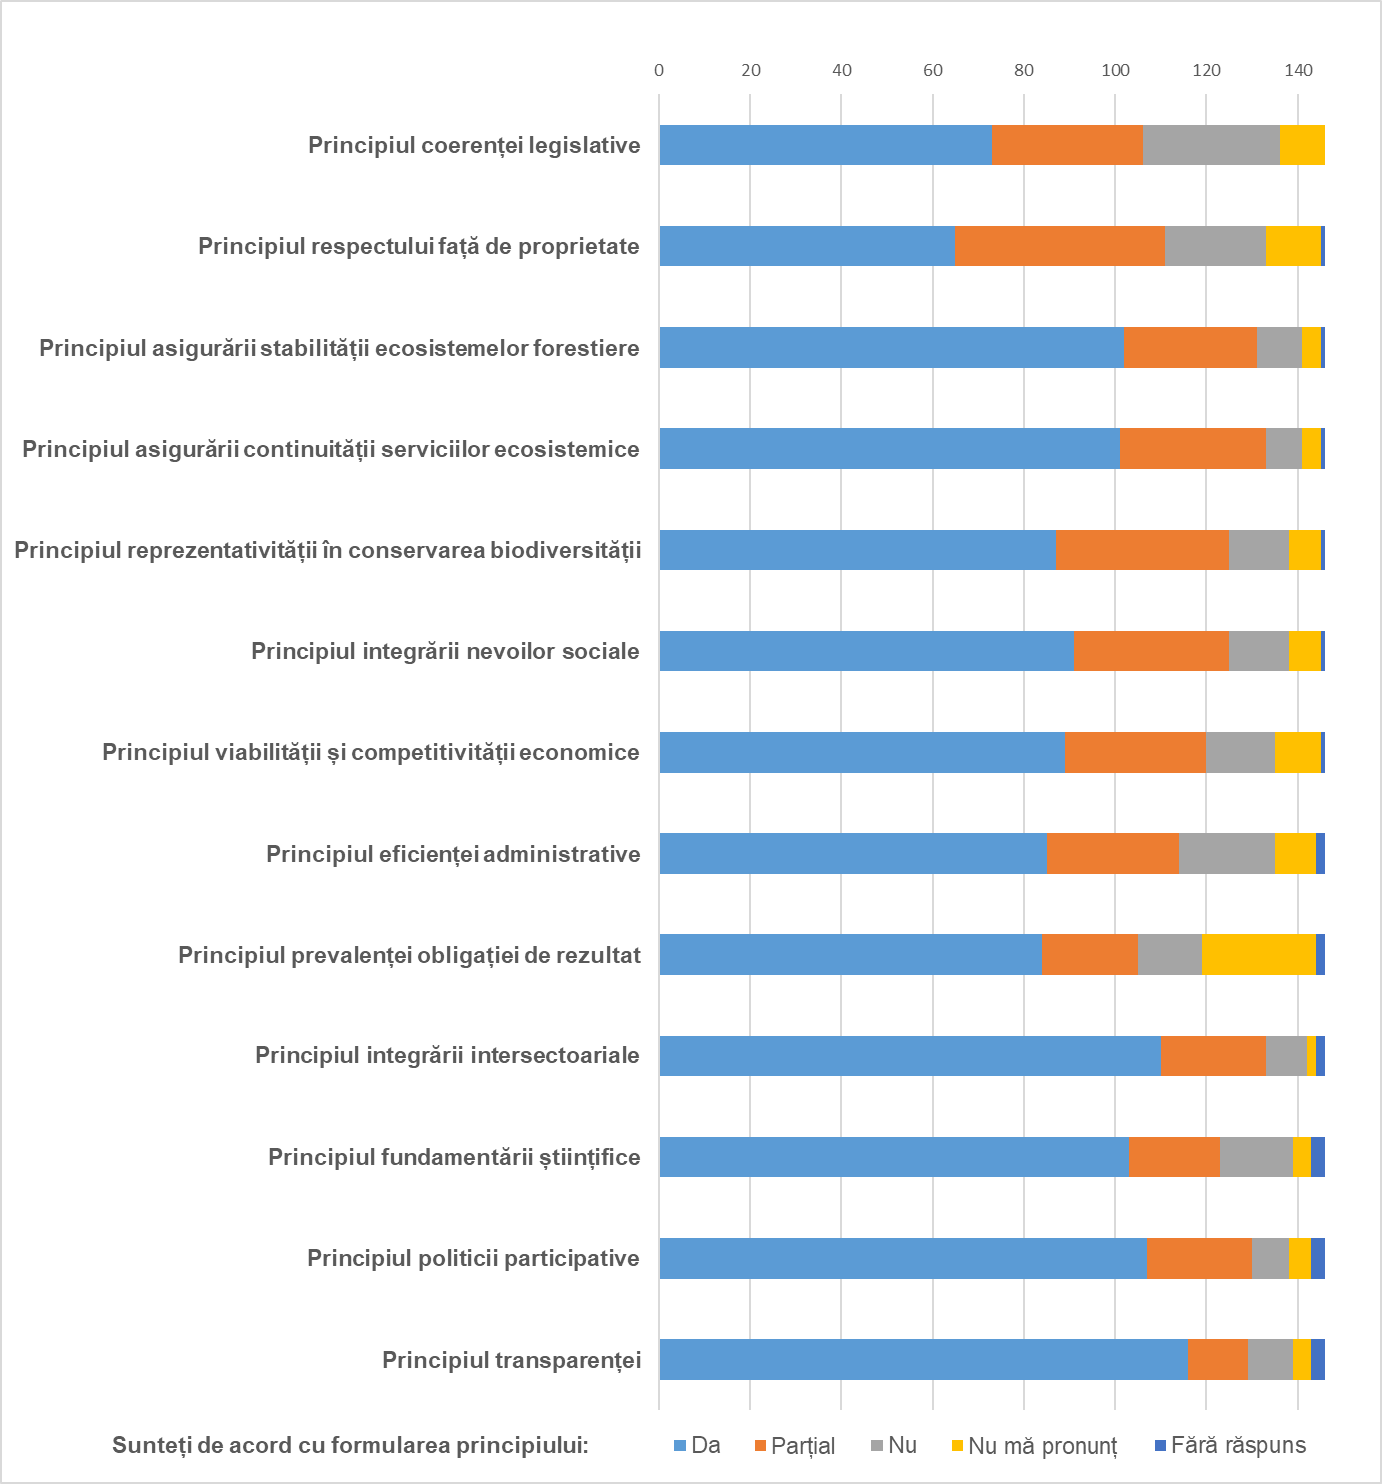 0 20 40 60 80 100 120 140
Principiul coerenței legislative
Principiul respectului față de proprietate
Principiul asigurării stabilității ecosistemelor forestiere
Principiul asigurării continuității serviciilor ecosistemice
Principiul reprezentativității în conservarea biodiversității
Principiul integrării nevoilor sociale
Principiul viabilității și competitivității economice
Principiul eficienței administrative
Principiul prevalenței obligației de rezultat
Principiul integrării intersectoariale
Principiul fundamentării științifice
Principiul politicii participative
Principiul transparenței
Sunteți de acord cu formularea principiului: Da Parțial Nu Nu mă pronunț Fără răspuns